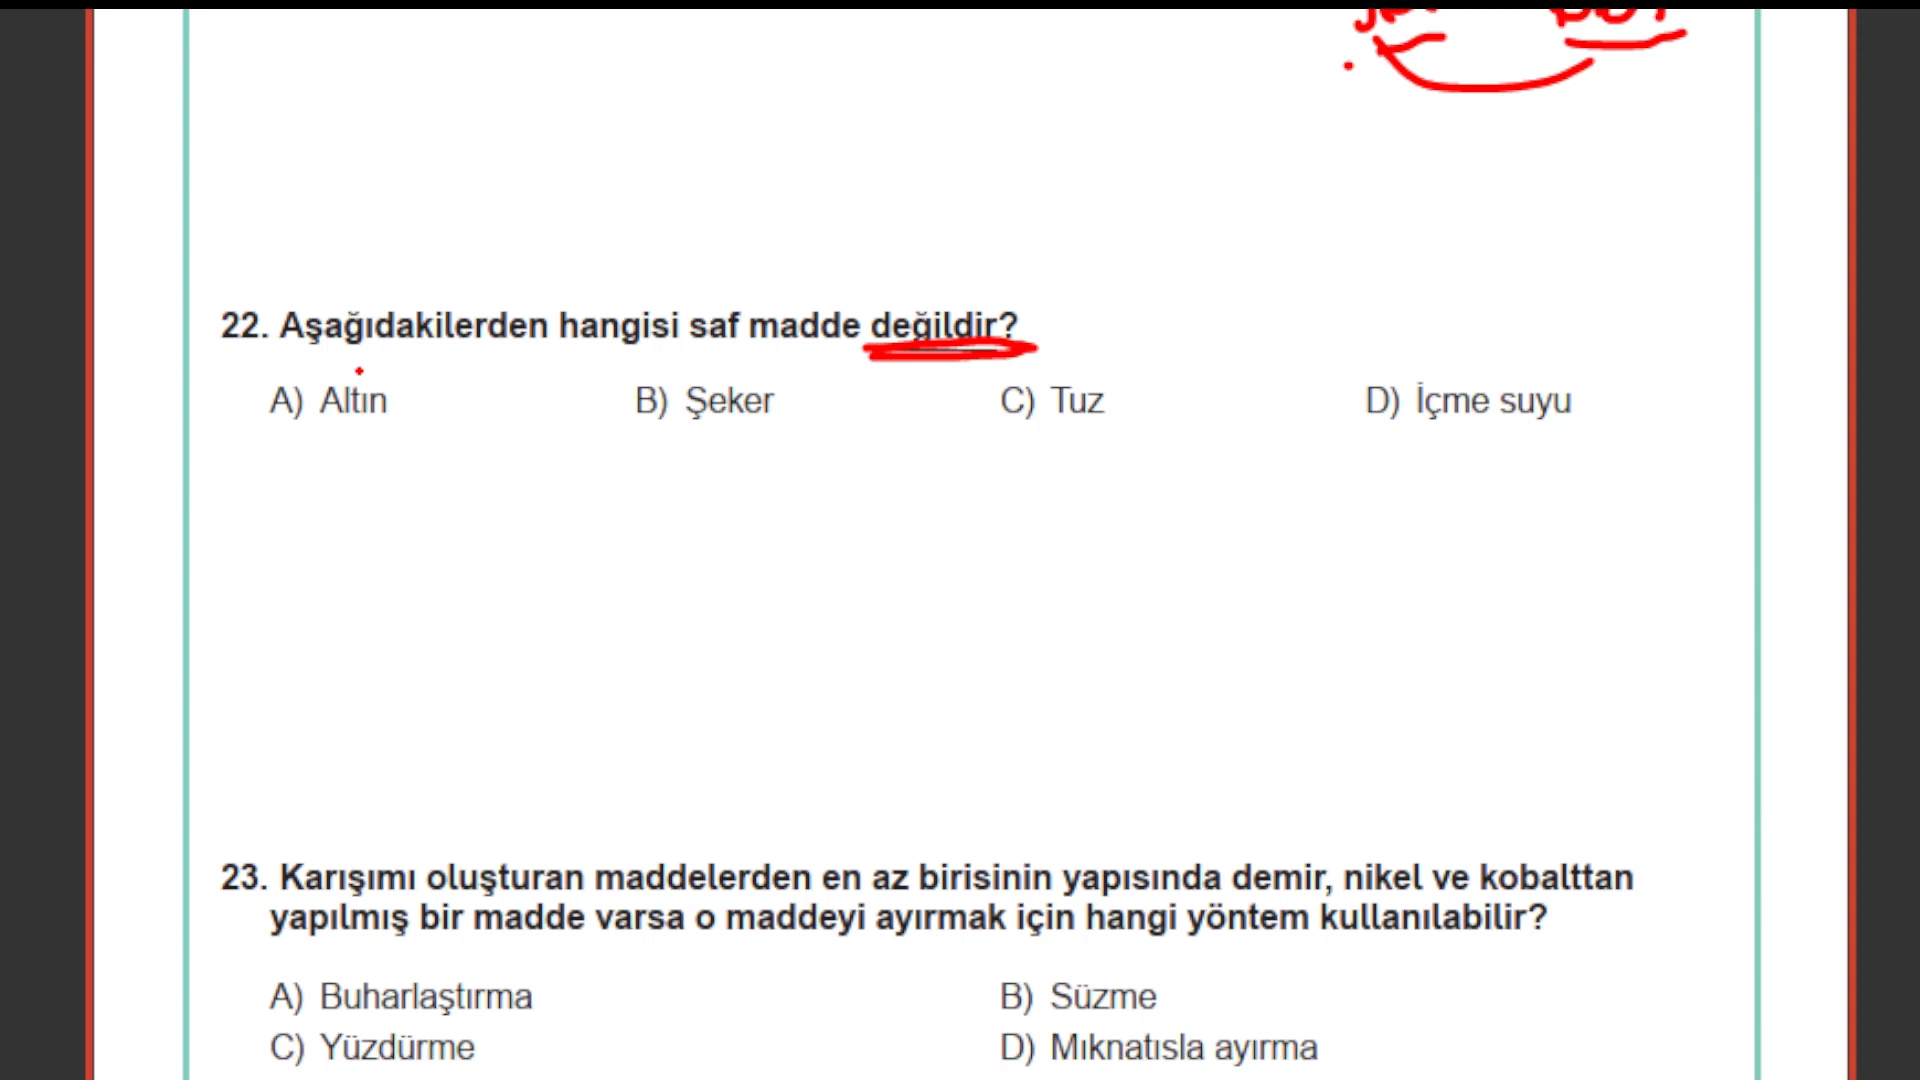 22. Aşağıdakilerden hangisi saf madde değildir?
A) Altın B) Şeker C) Tuz D) İçme suyu
23. Karışımı oluşturan maddelerden en az birisinin yapısında demir, nikel ve kobalttan
yapılmış bir madde varsa o maddeyi ayırmak için hangi yöntem kullanılabilir?
A) Buharlaştırma B) Süzme
C) Yüzdürme D) Mıknatısla ayırma